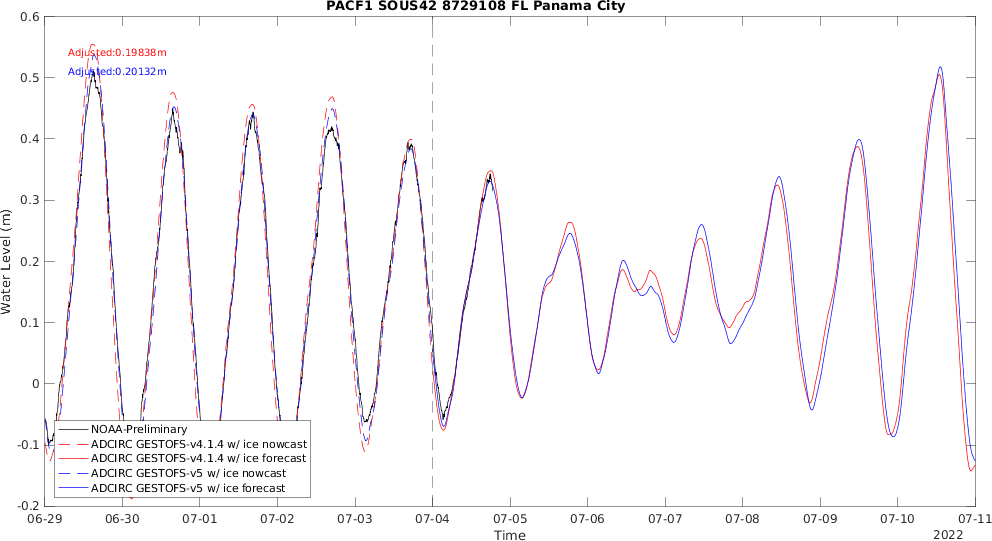 PACF1 SOUS42 8729108 FL Panama City
0.6
0.5
0.4
0.3
0.2
0.1
0
-0.1
-0.2
Water Level (m)
Adjusted:0.19838m
Adjusted:0.20132m
NOAA-Preliminary
ADCIRC GESTOFS-v4.1.4 w/ ice nowcast
ADCIRC GESTOFS-v4.1.4 w/ ice forecast
ADCIRC GESTOFS-v5 w/ ice nowcast
ADCIRC GESTOFS-v5 w/ ice forecast
06-29 06-30 07-01 07-02 07-03 07-04 07-05 07-06 07-07 07-08 07-09 07-10 07-11
Time
2022